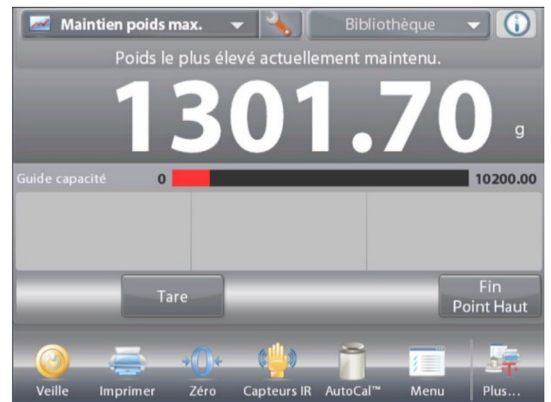 Maintien poids max. Bibliothèque
Poids le plus élevé actuellement maintenu.
1301.70 g
Guide capacité 0 10200.00
Tare Fin
Point Haut
Veille Imprimer Zéro Capteurs IR AutoCal™ Menu Plus...